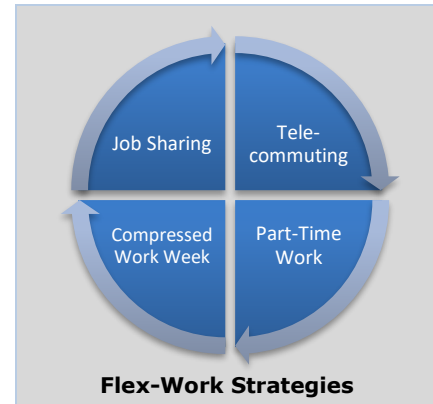 Job Sharing
Tele-
commuting
Compressed
Work Week
Part-Time
Work
Flex-Work Strategies